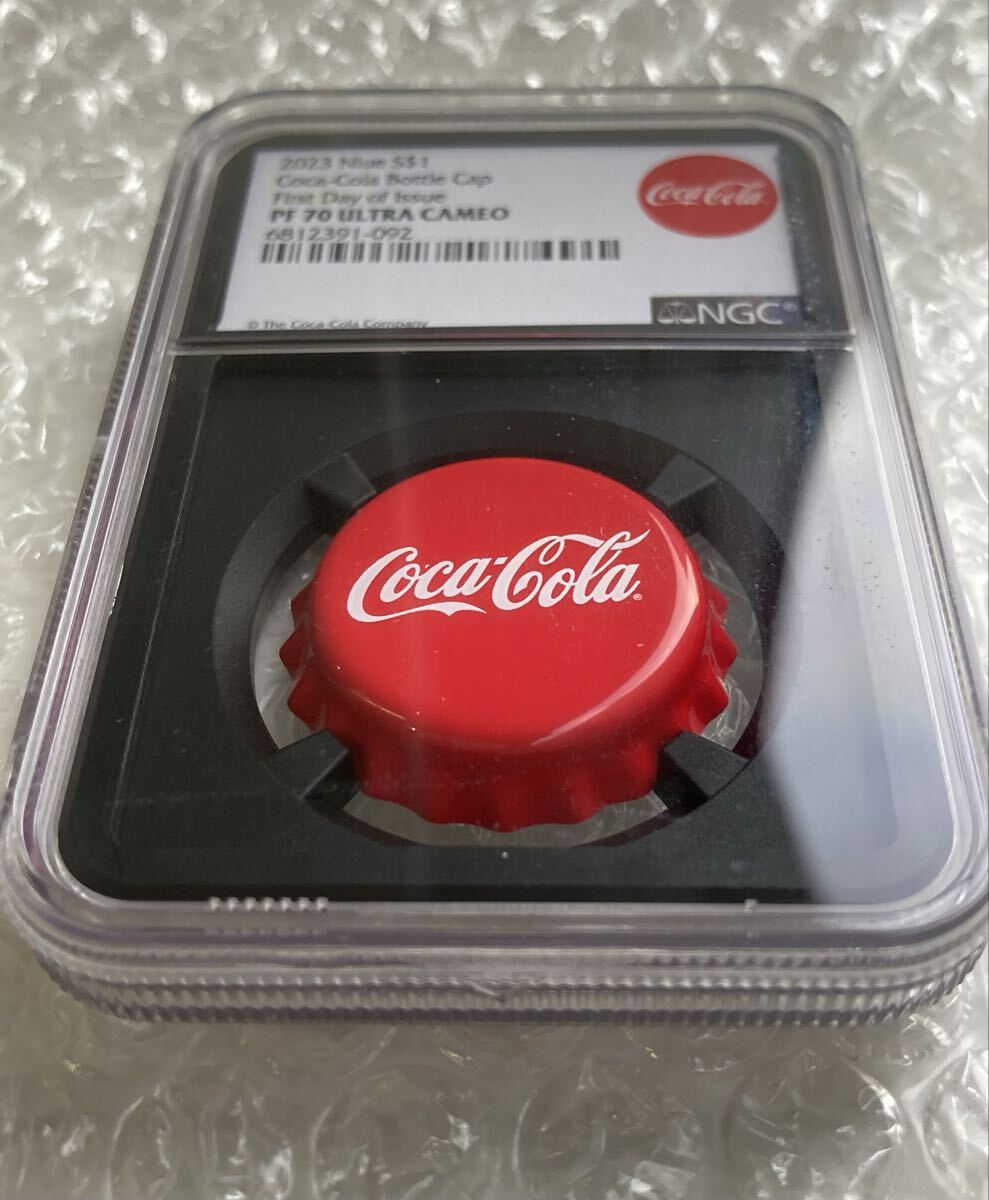 2023 Niue S$1
Coca-Cola Bottle Cap
First Day of Issue
PF 70 ULTRA CAMEO
6812391-092
Coca-Cola
© The Coca-Cola Company
NGC®
Coca-Cola®